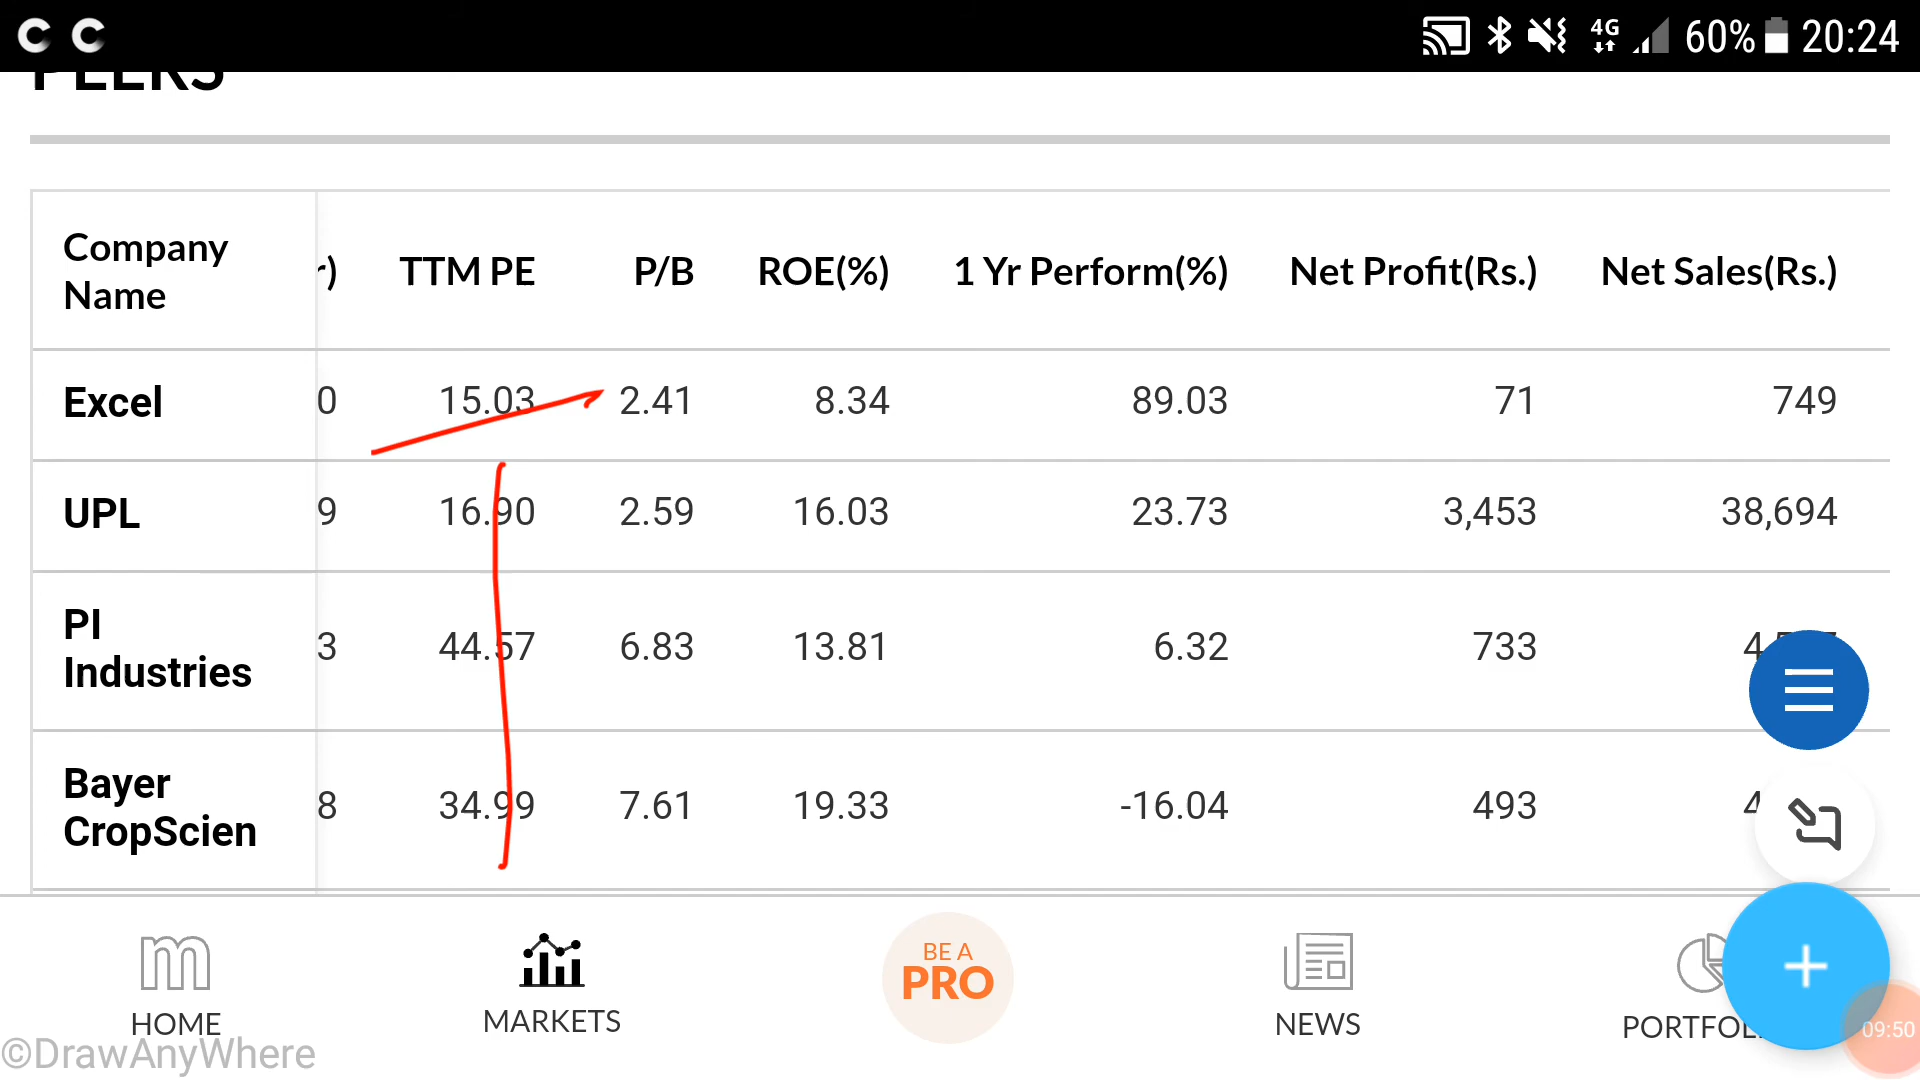 4G 60% 20:24
PEERS
Company Name r) TTM PE P/B ROE(%) 1 Yr Perform(%) Net Profit(Rs.) Net Sales(Rs.)
Excel 0 15.03 2.41 8.34 89.03 71 749
UPL 9 16.90 2.59 16.03 23.73 3,453 38,694
PI Industries 3 44.57 6.83 13.81 6.32 733
Bayer CropScien 8 34.99 7.61 19.33 -16.04 493
BE A
PRO
HOME MARKETS NEWS PORTFOL
09:50
©DrawAnyWhere